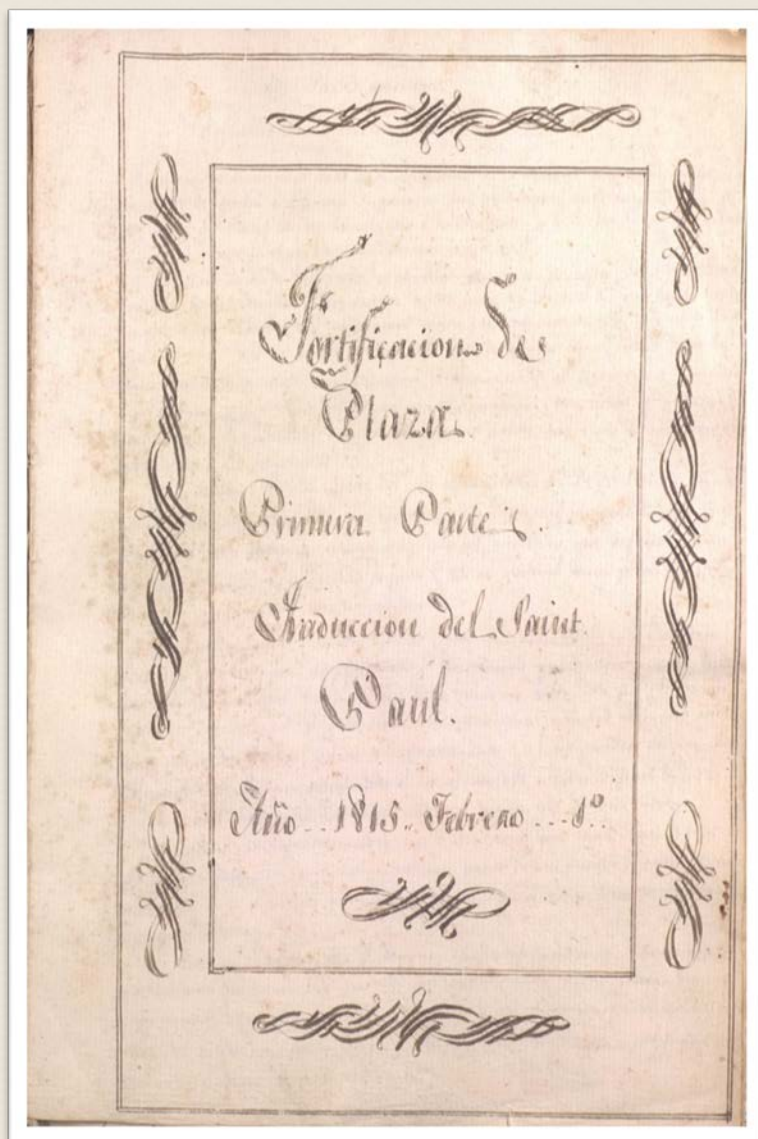 Fortificacion de
Plaza.
Primera Parte.
Traduccion del Saint
Paul.
Año .. 1815 .. Febrero ... 1º